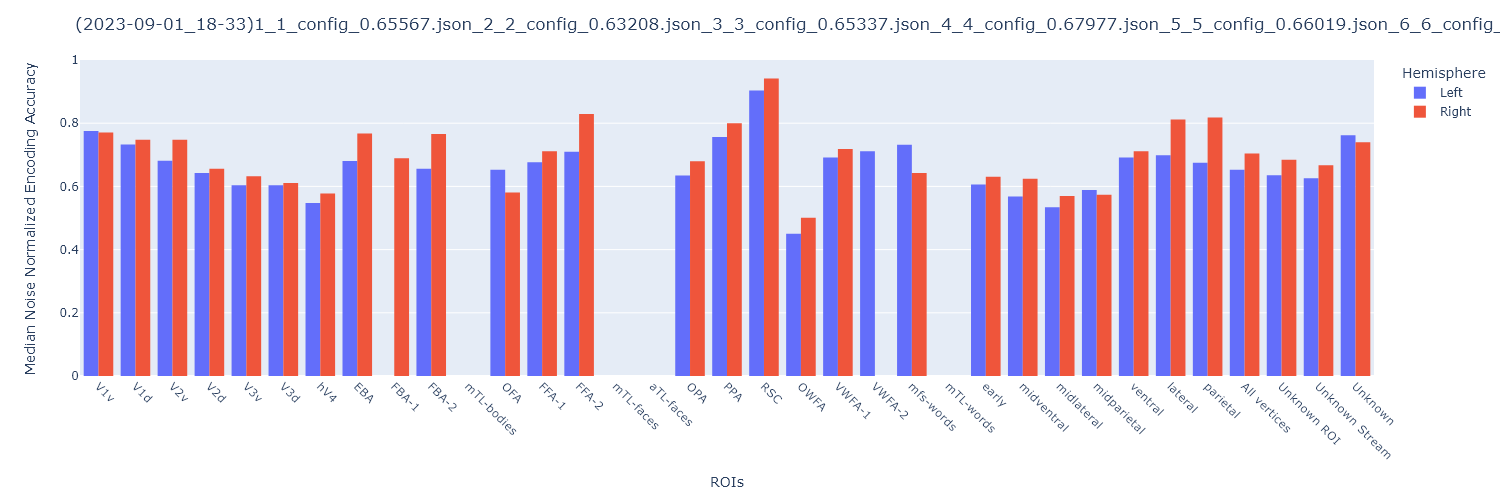 (2023-09-01_18-33)1_1_config_0.65567.json_2_2_config_0.63208.json_3_3_config_0.65337.json_4_4_config_0.67977.json_5_5_config_0.66019.json_6_6_config_
Median Noise Normalized Encoding Accuracy
1
0.8
0.6
0.4
0.2
0
V1v
V1d
V2v
V2d
V3v
V3d
hV4
EBA
FBA-1
FBA-2
mTL-bodies
OFA
FFA-1
FFA-2
mTL-faces
aTL-faces
OPA
PPA
RSC
OWFA
VWFA-1
VWFA-2
mfs-words
mTL-words
early
midventral
midlateral
midparietal
ventral
lateral
parietal
All vertices
Unknown ROI
Unknown Stream
Unknown
ROIs
Hemisphere
Left
Right